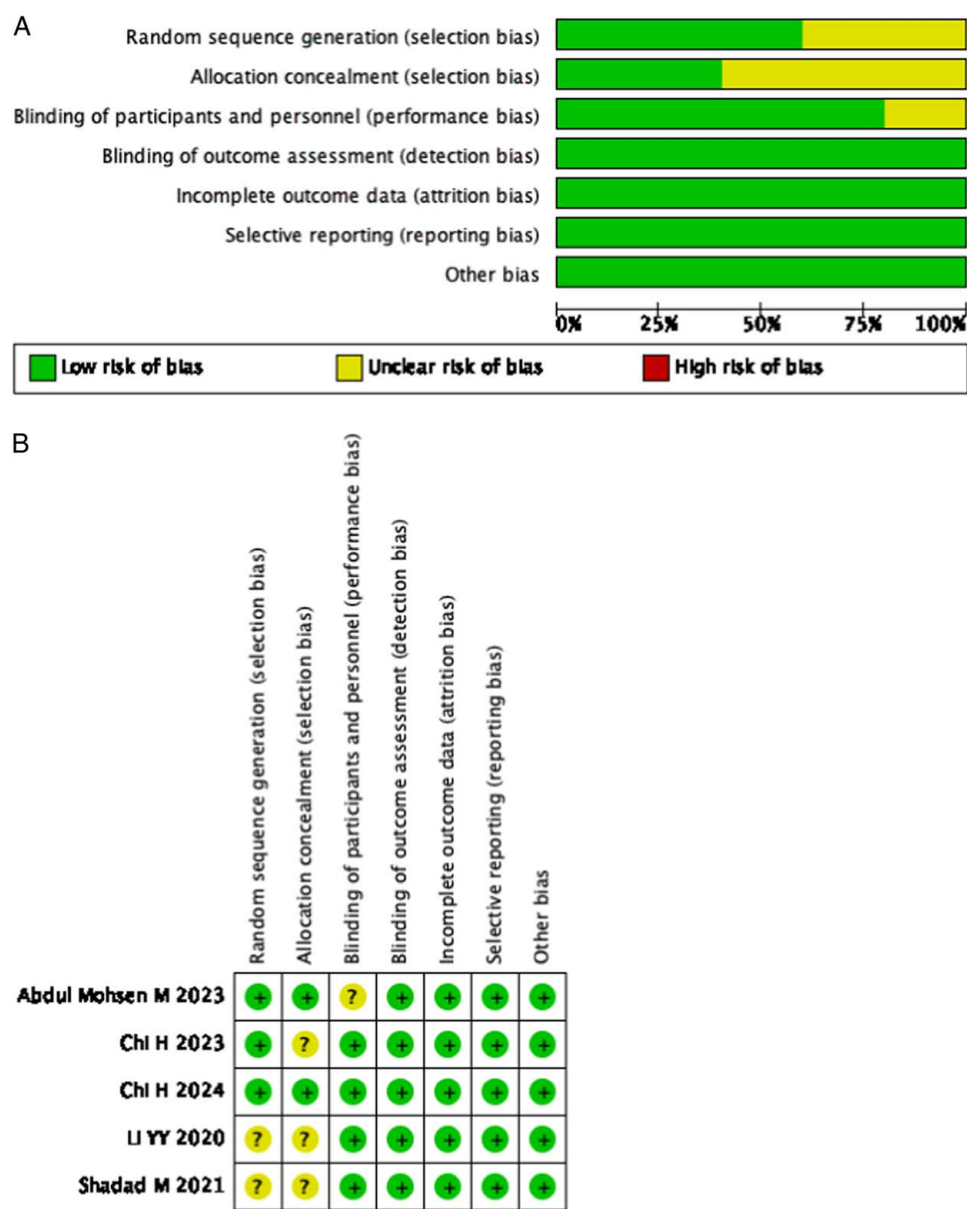 A
Random sequence generation (selection bias)
Allocation concealment (selection bias)
Blinding of participants and personnel (performance bias)
Blinding of outcome assessment (detection bias)
Incomplete outcome data (attrition bias)
Selective reporting (reporting bias)
Other bias
0% 25% 50% 75% 100%
Low risk of bias Unclear risk of bias High risk of bias
B
Random sequence generation (selection bias)
Allocation concealment (selection bias)
Blinding of participants and personnel (performance bias)
Blinding of outcome assessment (detection bias)
Incomplete outcome data (attrition bias)
Selective reporting (reporting bias)
Other bias
Abdul Mohsen M 2023 + + ? + + + +
Chi H 2023 + ? + + + + +
Chi H 2024 + + + + + + +
LI YY 2020 ? ? + + + + +
Shadad M 2021 ? ? + + + + +